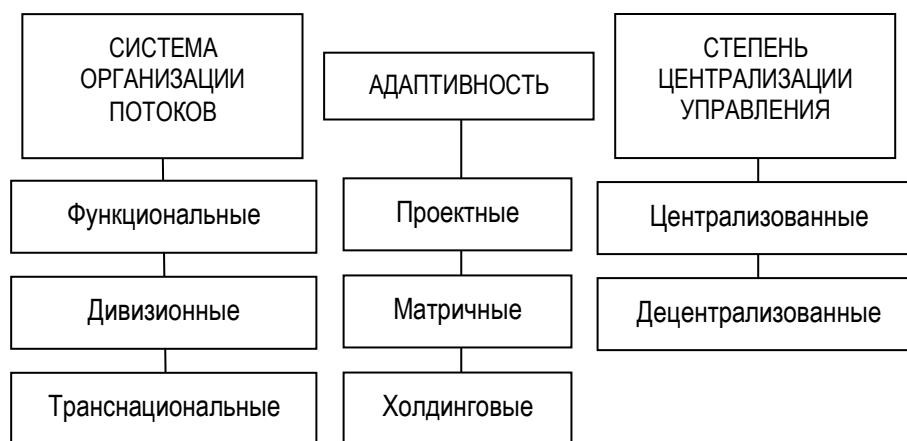 СИСТЕМА
ОРГАНИЗАЦИИ
ПОТОКОВ
Функциональные
Дивизионные
Транснациональные
АДАПТИВНОСТЬ
Проектные
Матричные
Холдинговые
СТЕПЕНЬ
ЦЕНТРАЛИЗАЦИИ
УПРАВЛЕНИЯ
Централизованные
Децентрализованные